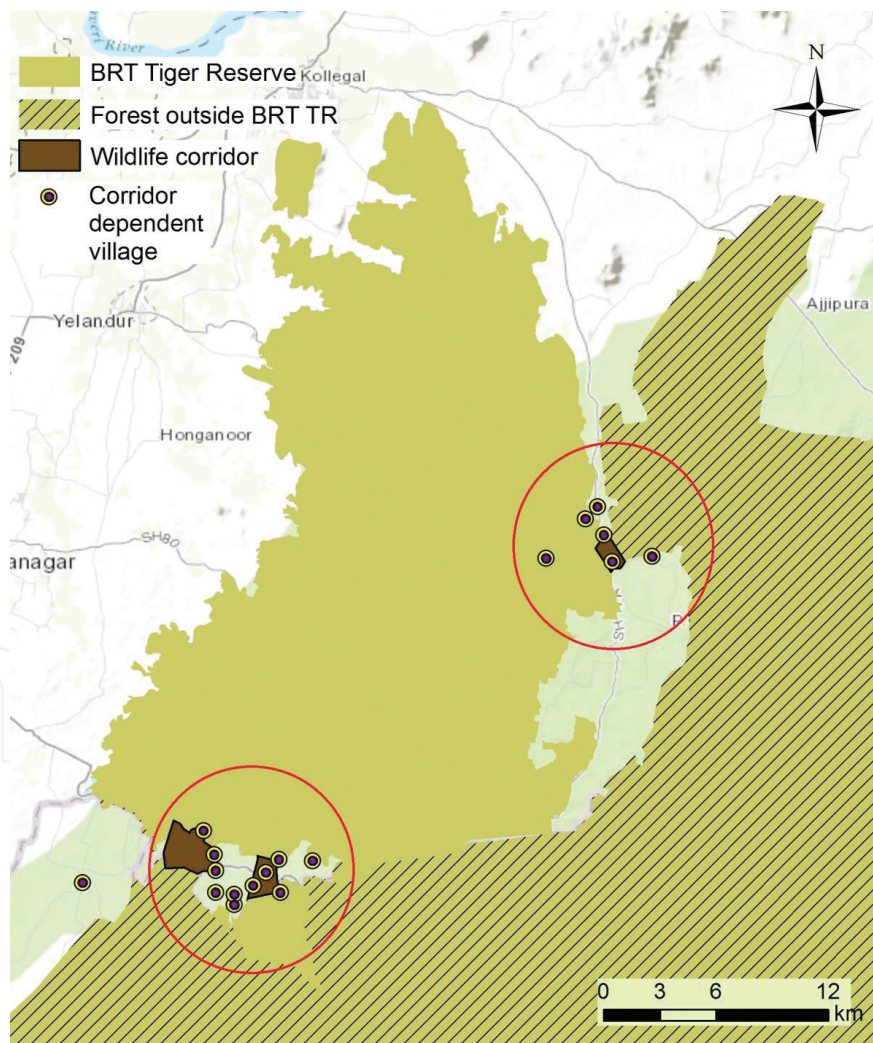 River
BRT Tiger Reserve
Kollegal
N
Forest outside BRT TR
Wildlife corridor
Corridor
dependent
village
Ajjipura
Yelandur
209
Honganoor
SH80
anagar
SH
0 3 6 12
km